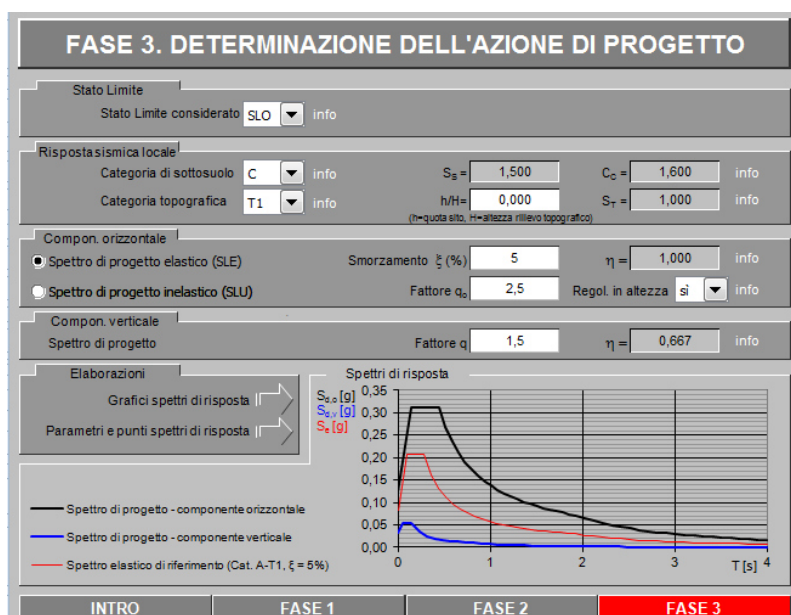 FASE 3. DETERMINAZIONE DELL'AZIONE DI PROGETTO
Stato Limite
Stato Limite considerato SLO info
Risposta sismica locale
Categoria di sottosuolo C info S_S = 1,500 C_C = 1,600 info
Categoria topografica T1 info h/H= 0,000 S_T = 1,000 info
(h=quota sito, H=altezza rilievo topografico)
Compon. orizzontale
Spettro di progetto elastico (SLE) Smorzamento ξ (%) 5 η = 1,000 info
Spettro di progetto inelastico (SLU) Fattore q_o 2,5 Regol. in altezza sì info
Compon. verticale
Spettro di progetto Fattore q 1,5 η = 0,667 info
Elaborazioni
Grafici spettri di risposta
Parametri e punti spettri di risposta
Spettri di risposta
S_d,o [g]
S_d,v [g]
S_e [g]
0,35
0,30
0,25
0,20
0,15
0,10
0,05
0,00
0 1 2 3 4
T [s]
Spettro di progetto - componente orizzontale
Spettro di progetto - componente verticale
Spettro elastico di riferimento (Cat. A-T1, ξ = 5%)
INTRO FASE 1 FASE 2 FASE 3